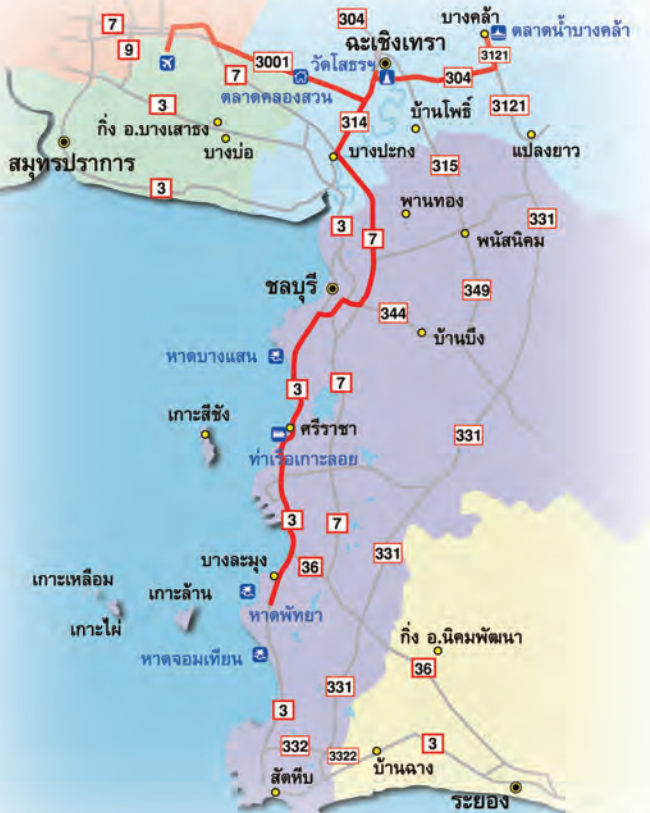 304
บางคล้า
ตลาดน้ำบางคล้า
7
ฉะเชิงเทรา
9
3001
วัดโสธรฯ
3121
7
304
ตลาดคลองสวน
3
3121
กิ่ง อ.บางเสาธง
314
บ้านโพธิ์
สมุทรปราการ
บางบ่อ
บางปะกง
แปลงยาว
315
3
พานทอง
331
3
7
พนัสนิคม
ชลบุรี
349
344
บ้านบึง
หาดบางแสน
3
7
เกาะสีชัง
ศรีราชา
331
ท่าเรือเกาะลอย
3
7
331
บางละมุง
36
เกาะเหลือม
เกาะล้าน
เกาะไผ่
หาดพัทยา
กิ่ง อ.นิคมพัฒนา
หาดจอมเทียน
36
331
3
332
3322
3
บ้านฉาง
สัตหีบ
ระยอง